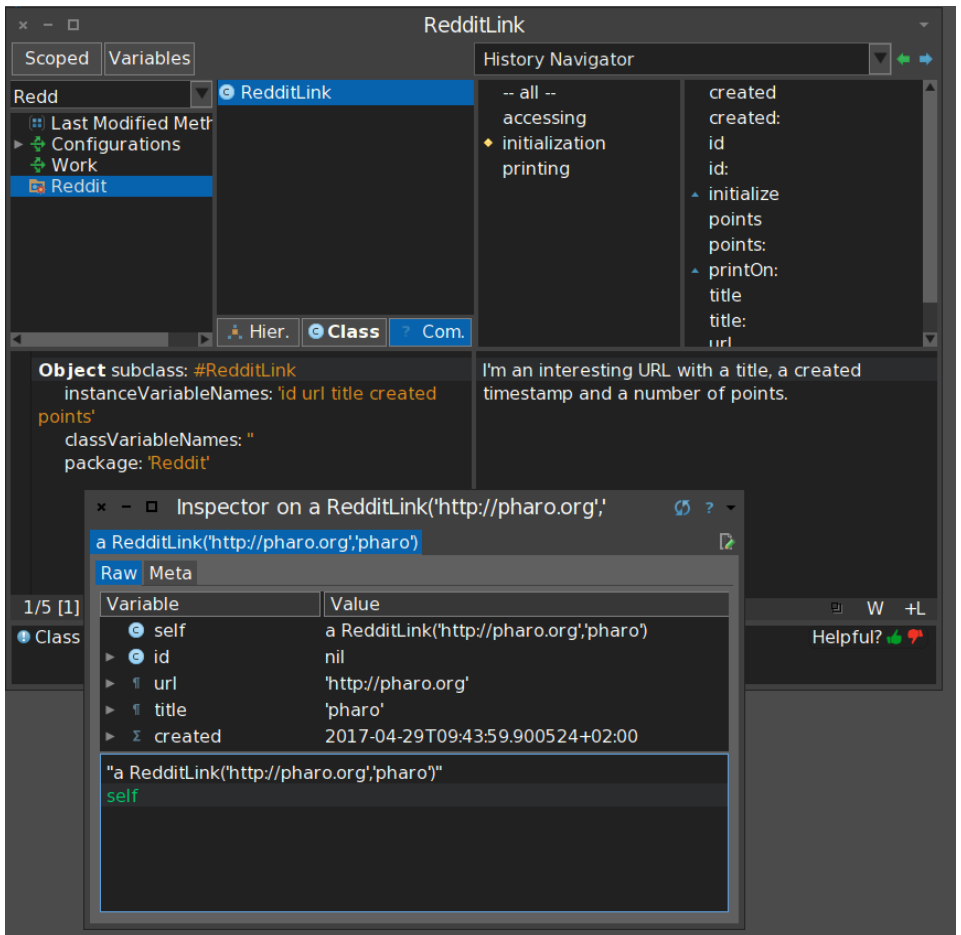 RedditLink
Scoped Variables History Navigator
Redd
Last Modified Meth
Configurations
Work
Reddit
RedditLink
Hier. Class ? Com.
-- all --
accessing
initialization
printing
created
created:
id
id:
initialize
points
points:
printOn:
title
title:
url
Object subclass: #RedditLink
instanceVariableNames: 'id url title created
points'
classVariableNames: ''
package: 'Reddit'
I'm an interesting URL with a title, a created
timestamp and a number of points.
1/5 [1] W +L
Class Helpful?
Inspector on a RedditLink('http://pharo.org',' ?
a RedditLink('http://pharo.org','pharo')
Raw Meta
Variable Value
self a RedditLink('http://pharo.org','pharo')
id nil
url 'http://pharo.org'
title 'pharo'
created 2017-04-29T09:43:59.900524+02:00
"a RedditLink('http://pharo.org','pharo')"
self